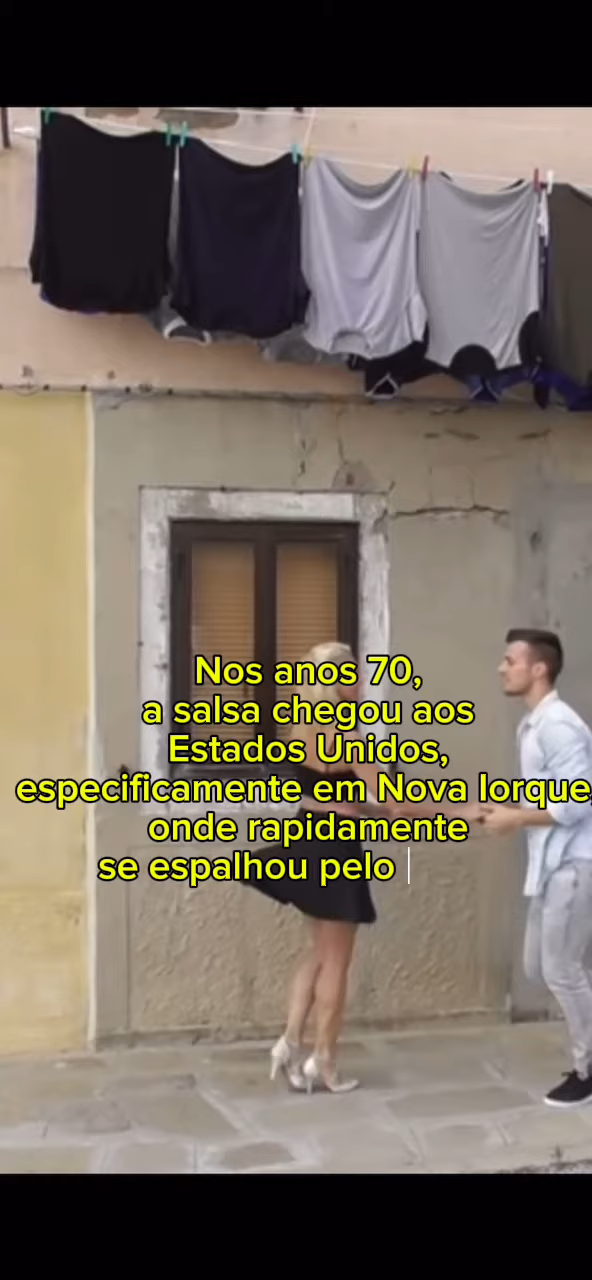 Nos anos 70,
a salsa chegou aos
Estados Unidos,
especificamente em Nova Iorque,
onde rapidamente
se espalhou pelo